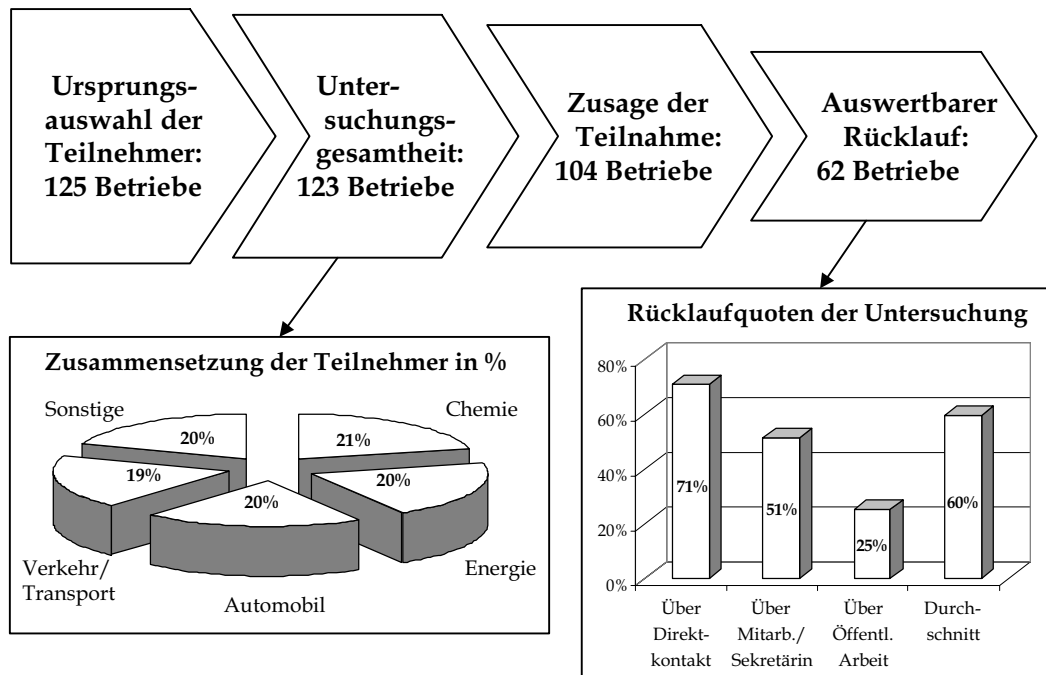 Ursprungs-
auswahl der
Teilnehmer:
125 Betriebe
Unter-
suchungs-
gesamtheit:
123 Betriebe
Zusage der
Teilnahme:
104 Betriebe
Auswertbarer
Rücklauf:
62 Betriebe
Zusammensetzung der Teilnehmer in %
Sonstige
Chemie
20%
21%
19%
20%
20%
Verkehr/
Transport
Energie
Automobil
Rücklaufquoten der Untersuchung
80%
60%
40%
20%
0%
71%
51%
25%
60%
Über
Direkt-
kontakt
Über
Mitarb./
Sekretärin
Über
Öffentl.
Arbeit
Durch-
schnitt